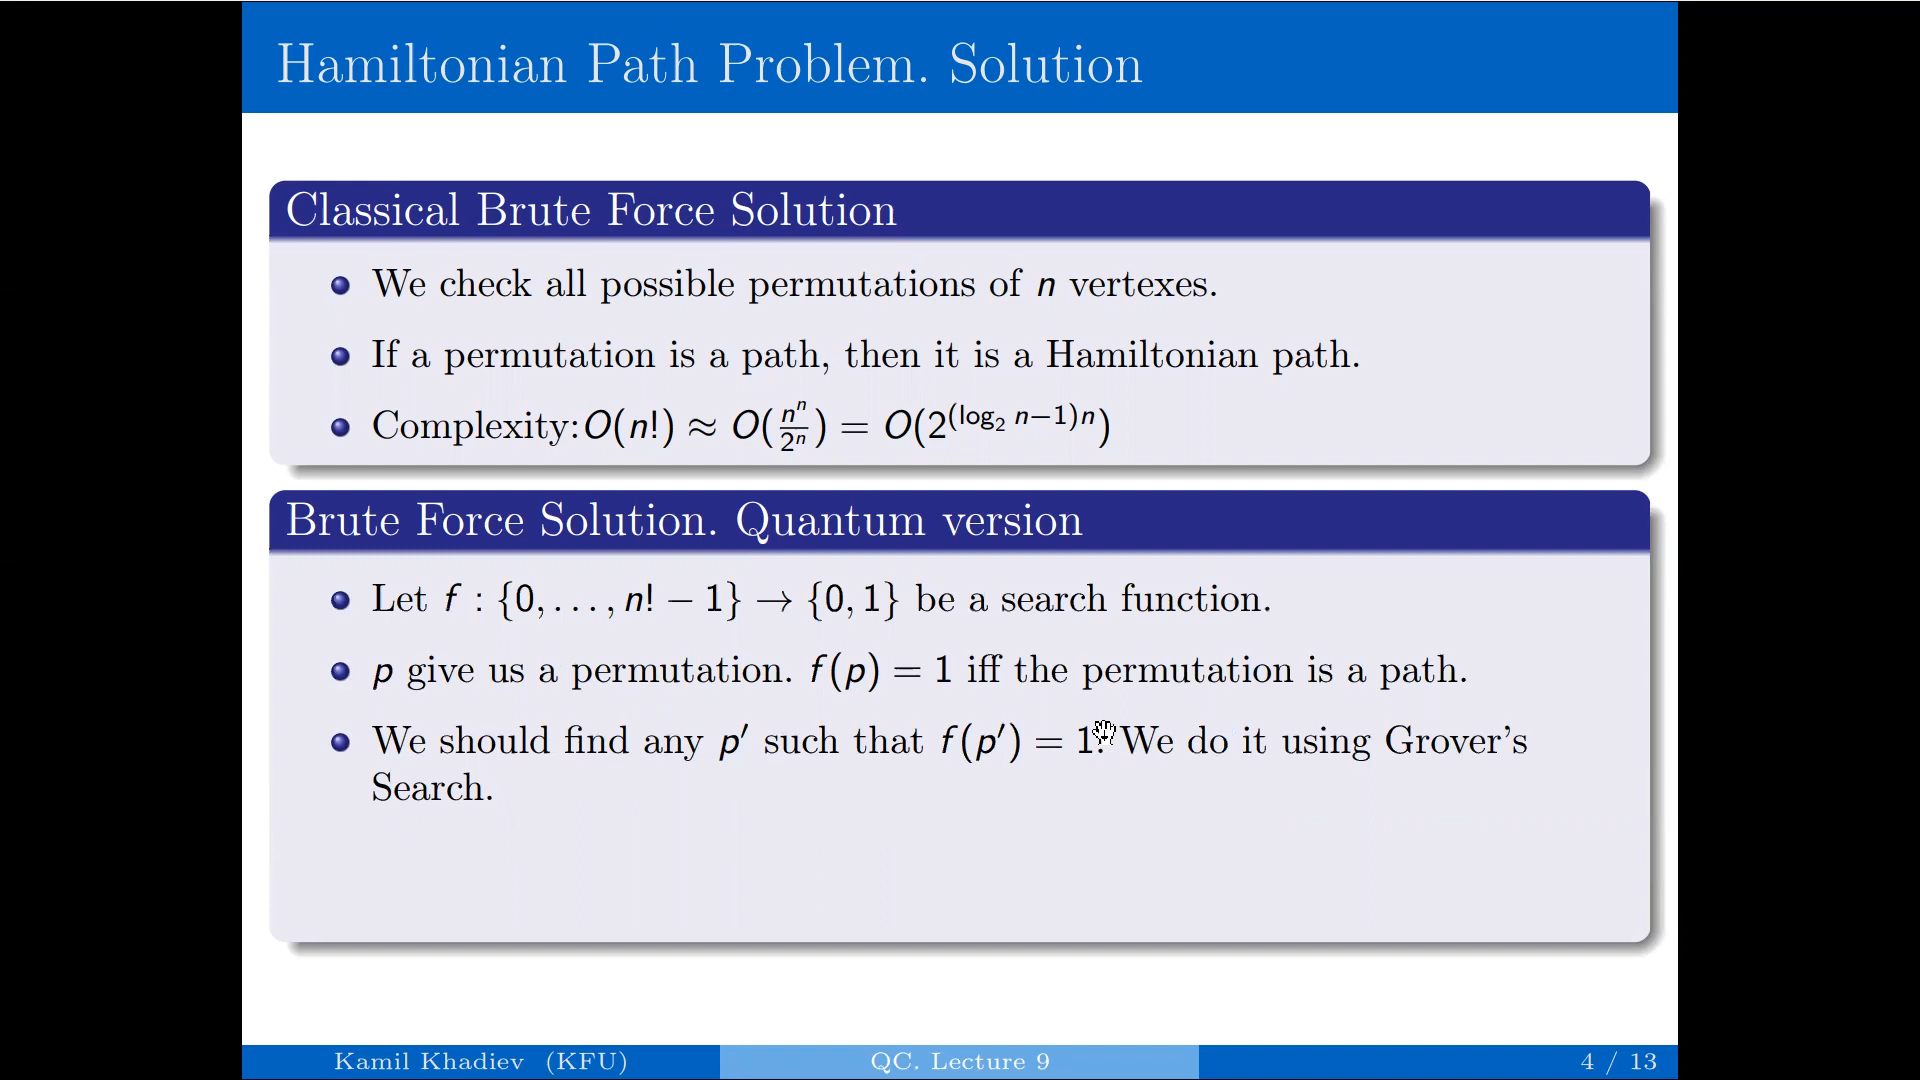 Hamiltonian Path Problem. Solution
Classical Brute Force Solution
We check all possible permutations of n vertexes.
If a permutation is a path, then it is a Hamiltonian path.
Complexity:O(n!) ≈ O(n^n/2^n) = O(2^{(log_2 n−1)n})
Brute Force Solution. Quantum version
Let f : {0, . . . , n! − 1} → {0, 1} be a search function.
p give us a permutation. f(p) = 1 iff the permutation is a path.
We should find any p′ such that f(p′) = 1. We do it using Grover's
Search.
Kamil Khadiev (KFU)
QC. Lecture 9
4 / 13